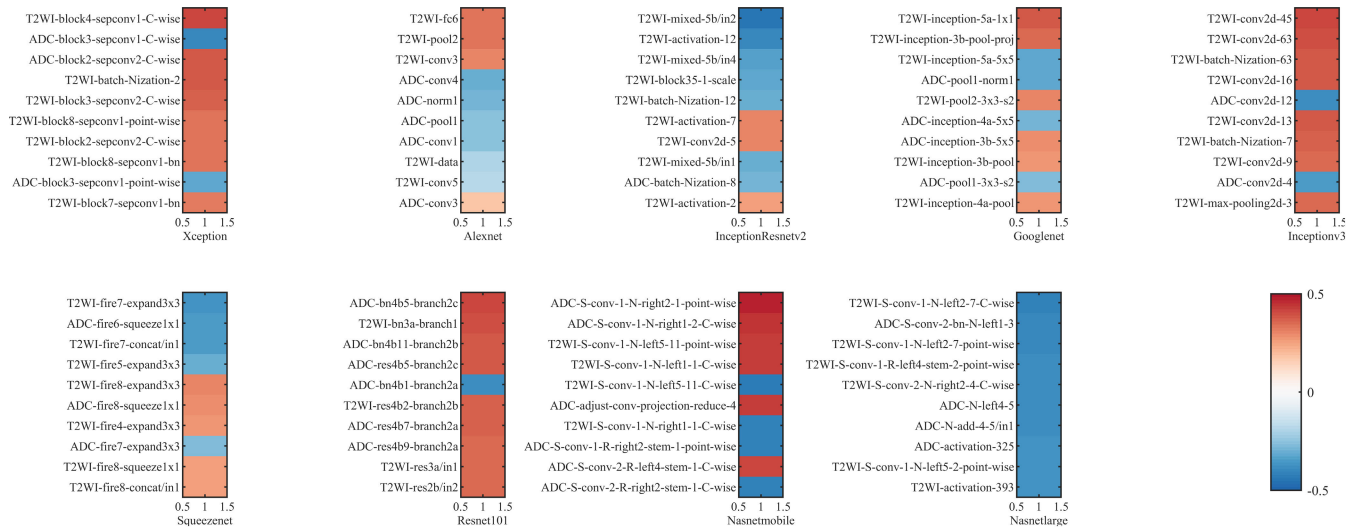 T2WI-block4-sepconv1-C-wise
ADC-block3-sepconv1-C-wise
ADC-block2-sepconv2-C-wise
T2WI-batch-Nization-2
T2WI-block3-sepconv2-C-wise
T2WI-block8-sepconv1-point-wise
T2WI-block2-sepconv2-C-wise
T2WI-block8-sepconv1-bn
ADC-block3-sepconv1-point-wise
T2WI-block7-sepconv1-bn
0.5 1 1.5
Xception
T2WI-fc6
T2WI-pool2
T2WI-conv3
ADC-conv4
ADC-norm1
ADC-pool1
ADC-conv1
T2WI-data
T2WI-conv5
ADC-conv3
0.5 1 1.5
Alexnet
T2WI-mixed-5b/in2
T2WI-activation-12
T2WI-mixed-5b/in4
T2WI-block35-1-scale
T2WI-batch-Nization-12
T2WI-activation-7
T2WI-conv2d-5
T2WI-mixed-5b/in1
ADC-batch-Nization-8
T2WI-activation-2
0.5 1 1.5
InceptionResnetv2
T2WI-inception-5a-1x1
T2WI-inception-3b-pool-proj
T2WI-inception-5a-5x5
ADC-pool1-norm1
T2WI-pool2-3x3-s2
ADC-inception-4a-5x5
ADC-inception-3b-5x5
T2WI-inception-3b-pool
ADC-pool1-3x3-s2
T2WI-inception-4a-pool
0.5 1 1.5
Googlenet
T2WI-conv2d-45
T2WI-conv2d-63
T2WI-batch-Nization-63
T2WI-conv2d-16
ADC-conv2d-12
T2WI-conv2d-13
T2WI-batch-Nization-7
T2WI-conv2d-9
ADC-conv2d-4
T2WI-max-pooling2d-3
0.5 1 1.5
Inceptionv3
T2WI-fire7-expand3x3
ADC-fire6-squeeze1x1
T2WI-fire7-concat/in1
T2WI-fire5-expand3x3
T2WI-fire8-expand3x3
ADC-fire8-squeeze1x1
T2WI-fire4-expand3x3
ADC-fire7-expand3x3
T2WI-fire8-squeeze1x1
T2WI-fire8-concat/in1
0.5 1 1.5
Squeezenet
ADC-bn4b5-branch2c
T2WI-bn3a-branch1
ADC-bn4b11-branch2b
ADC-res4b5-branch2c
ADC-bn4b1-branch2a
T2WI-res4b2-branch2b
ADC-res4b7-branch2a
ADC-res4b9-branch2a
T2WI-res3a/in1
T2WI-res2b/in2
0.5 1 1.5
Resnet101
ADC-S-conv-1-N-right2-1-point-wise
ADC-S-conv-1-N-right1-2-C-wise
T2WI-S-conv-1-N-left5-11-point-wise
T2WI-S-conv-1-N-left1-1-C-wise
T2WI-S-conv-1-N-left5-11-C-wise
ADC-adjust-conv-projection-reduce-4
T2WI-S-conv-1-N-right1-1-C-wise
ADC-S-conv-1-R-right2-stem-1-point-wise
ADC-S-conv-2-R-left4-stem-1-C-wise
ADC-S-conv-2-R-right2-stem-1-C-wise
0.5 1 1.5
Nasnetmobile
T2WI-S-conv-1-N-left2-7-C-wise
ADC-S-conv-2-bn-N-left1-3
T2WI-S-conv-1-N-left2-7-point-wise
T2WI-S-conv-1-R-left4-stem-2-point-wise
T2WI-S-conv-2-N-right2-4-C-wise
ADC-N-left4-5
ADC-N-add-4-5/in1
ADC-activation-325
T2WI-S-conv-1-N-left5-2-point-wise
T2WI-activation-393
0.5 1 1.5
Nasnetlarge
0.5
0
-0.5